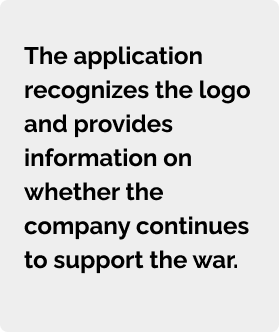 The application
recognizes the logo
and provides
information on
whether the
company continues
to support the war.